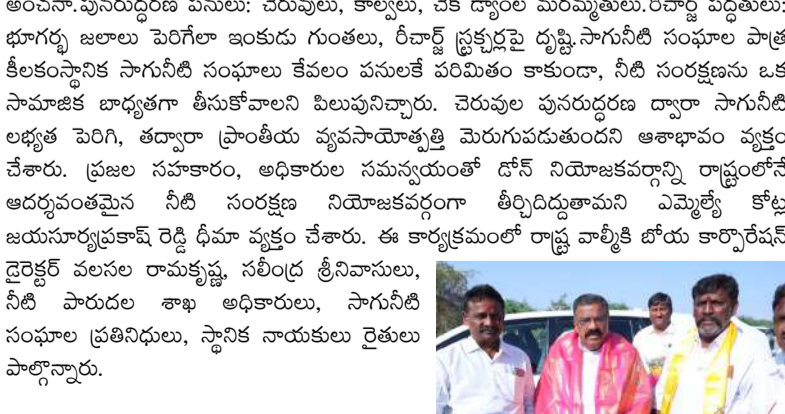 అంచనా.పునరుద్ధరణ పనులు: చెరువులు, కాల్వలు, చెక్ డ్యాంల మరమ్మతులు.రీచార్జ్ పద్ధతులు:
భూగర్భ జలాలు పెరిగేలా ఇంకుడు గుంతలు, రీచార్జ్ స్ట్రక్చర్లపై దృష్టి.సాగునీటి సంఘాల పాత్ర
కీలకంస్థానిక సాగునీటి సంఘాలు కేవలం పనులకే పరిమితం కాకుండా, నీటి సంరక్షణను ఒక
సామాజిక బాధ్యతగా తీసుకోవాలని పిలుపునిచ్చారు. చెరువుల పునరుద్ధరణ ద్వారా సాగునీటి
లభ్యత పెరిగి, తద్వారా ప్రాంతీయ వ్యవసాయోత్పత్తి మెరుగుపడుతుందని ఆశాభావం వ్యక్తం
చేశారు. ప్రజల సహకారం, అధికారుల సమన్వయంతో డోన్ నియోజకవర్గాన్ని రాష్ట్రంలోనే
ఆదర్శవంతమైన నీటి సంరక్షణ నియోజకవర్గంగా తీర్చిదిద్దుతామని ఎమ్మెల్యే కోట్ల
జయసూర్యప్రకాష్ రెడ్డి ధీమా వ్యక్తం చేశారు. ఈ కార్యక్రమంలో రాష్ట్ర వాల్మీకి బోయ కార్పొరేషన్
డైరెక్టర్ వలసల రామకృష్ణ, సలీంద్ర శ్రీనివాసులు,
నీటి పారుదల శాఖ అధికారులు, సాగునీటి
సంఘాల ప్రతినిధులు, స్థానిక నాయకులు రైతులు
పాల్గొన్నారు.